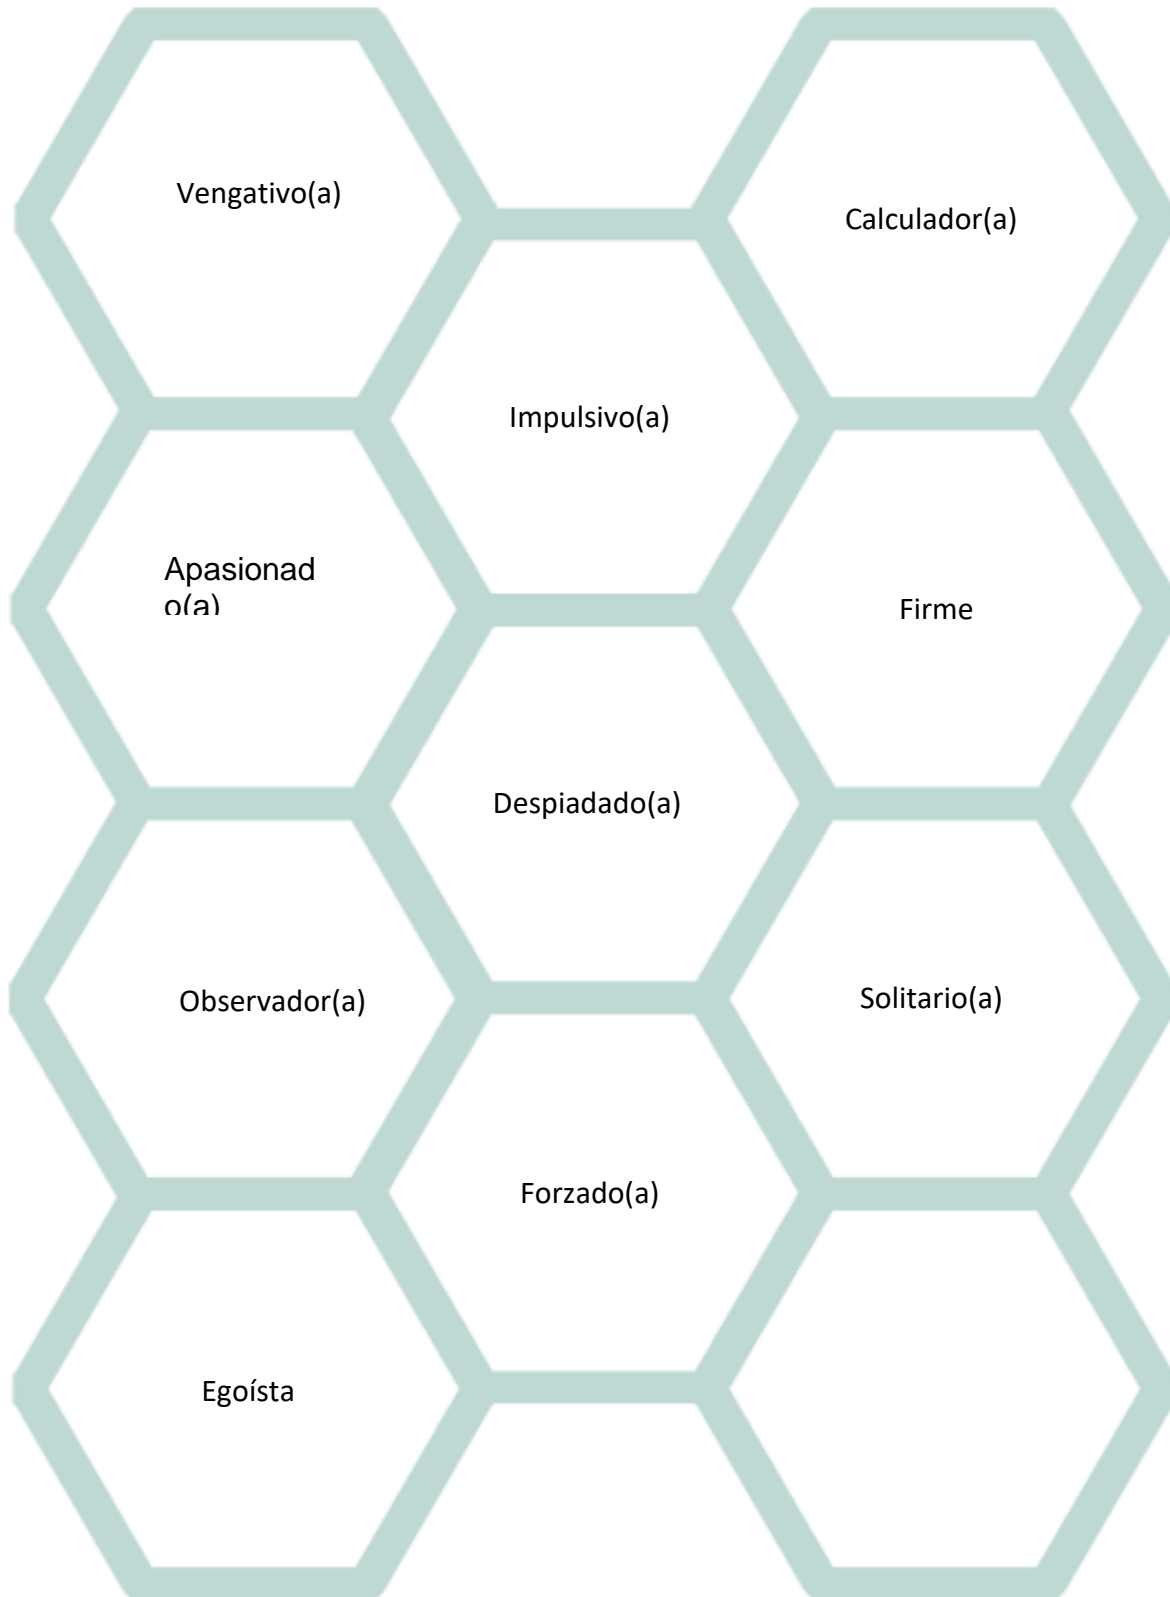 Vengativo(a)
Calculador(a)
Impulsivo(a)
Apasionad
o(a)
Firme
Despiadado(a)
Observador(a)
Solitario(a)
Forzado(a)
Egoísta